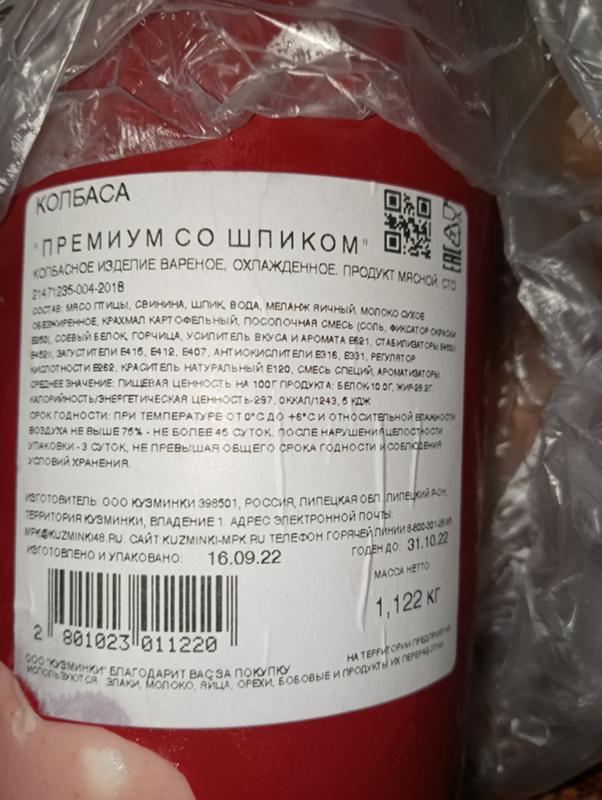 КОЛБАСА
"ПРЕМИУМ СО ШПИКОМ"
КОЛБАСНОЕ ИЗДЕЛИЕ ВАРЕНОЕ, ОХЛАЖДЕННОЕ. ПРОДУКТ МЯСНОЙ. СТО
21471235-004-2018
СОСТАВ: МЯСО ПТИЦЫ, СВИНИНА, ШПИК, ВОДА, МЕЛАНЖ ЯИЧНЫЙ, МОЛОКО СУХОЕ
ОБЕЗЖИРЕННОЕ, КРАХМАЛ КАРТОФЕЛЬНЫЙ, ПОСОЛОЧНАЯ СМЕСЬ (СОЛЬ, ФИКСАТОР ОКРАСКИ
Е250), СОЕВЫЙ БЕЛОК, ГОРЧИЦА, УСИЛИТЕЛЬ ВКУСА И АРОМАТА Е621, СТАБИЛИЗАТОРЫ
ЗАГУСТИТЕЛИ Е415, Е412, Е407, АНТИОКИСЛИТЕЛИ Е316, Е331, РЕГУЛЯТОР
КИСЛОТНОСТИ Е262, КРАСИТЕЛЬ НАТУРАЛЬНЫЙ Е120, СМЕСЬ СПЕЦИЙ, АРОМАТИЗАТОРЫ
СРЕДНЕЕ ЗНАЧЕНИЕ: ПИЩЕВАЯ ЦЕННОСТЬ НА 100Г ПРОДУКТА: БЕЛОК 10.0Г, ЖИР-28.2Г.
КАЛОРИЙНОСТЬ/ЭНЕРГЕТИЧЕСКАЯ ЦЕННОСТЬ-297, 0ККАЛ/1243, 5 КДЖ
СРОК ГОДНОСТИ: ПРИ ТЕМПЕРАТУРЕ ОТ 0°С ДО +6°С И ОТНОСИТЕЛЬНОЙ ВЛАЖНОСТИ
ВОЗДУХА НЕ ВЫШЕ 75% - НЕ БОЛЕЕ 45 СУТОК. ПОСЛЕ НАРУШЕНИЯ ЦЕЛОСТНОСТИ
УПАКОВКИ - 3 СУТОК, НЕ ПРЕВЫШАЯ ОБЩЕГО СРОКА ГОДНОСТИ И СОБЛЮДЕНИЯ
УСЛОВИЙ ХРАНЕНИЯ.
ИЗГОТОВИТЕЛЬ: ООО КУЗМИНКИ 398501, РОССИЯ, ЛИПЕЦКАЯ ОБЛ, ЛИПЕЦКИЙ Р-ОН,
ТЕРРИТОРИЯ КУЗМИНКИ, ВЛАДЕНИЕ 1. АДРЕС ЭЛЕКТРОННОЙ ПОЧТЫ:
MPK@KUZMINKI48.RU САЙТ:KUZMINKI-MPK.RU ТЕЛЕФОН ГОРЯЧЕЙ ЛИНИИ
ИЗГОТОВЛЕНО И УПАКОВАНО: 16.09.22 ГОДЕН ДО: 31.10.22
МАССА НЕТТО:
1,122 КГ
2 801023 011220
ООО "КУЗМИНКИ" БЛАГОДАРИТ ВАС ЗА ПОКУПКУ НА ТЕРРИТОРИИ ПРЕДПРИЯТИЯ
ИСПОЛЬЗУЮТСЯ: ЗЛАКИ, МОЛОКО, ЯЙЦА, ОРЕХИ, БОБОВЫЕ И ПРОДУКТЫ ИХ ПЕРЕРАБОТКИ